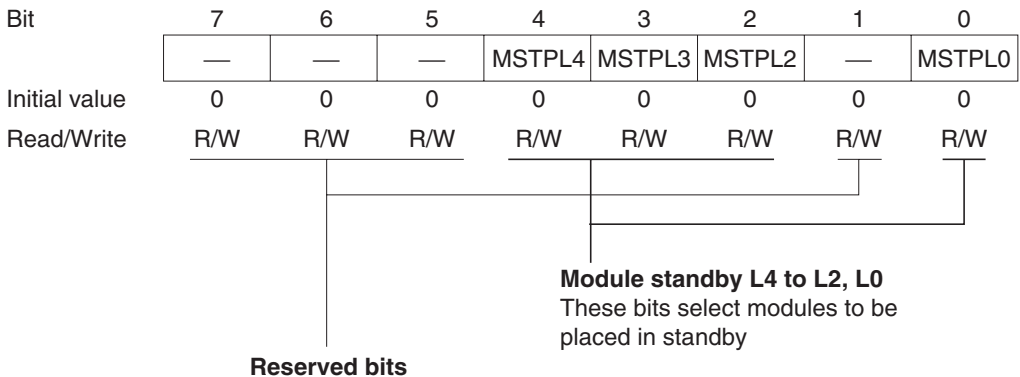 Bit 7 6 5 4 3 2 1 0
— — — MSTPL4 MSTPL3 MSTPL2 — MSTPL0
Initial value 0 0 0 0 0 0 0 0
Read/Write R/W R/W R/W R/W R/W R/W R/W R/W
Module standby L4 to L2, L0
These bits select modules to be
placed in standby
Reserved bits